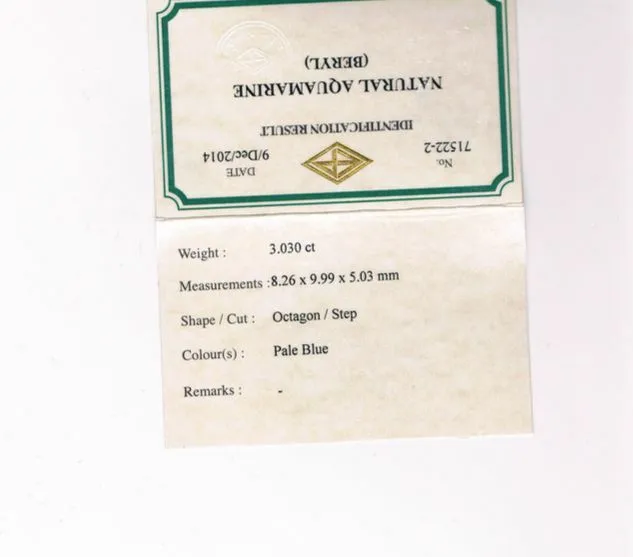 No.
71522-2
DATE
9/Dec/2014
IDENTIFICATION RESULT
NATURAL AQUAMARINE
(BERYL)
Weight : 3.030 ct
Measurements :8.26 x 9.99 x 5.03 mm
Shape / Cut : Octagon / Step
Colour(s) : Pale Blue
Remarks : -